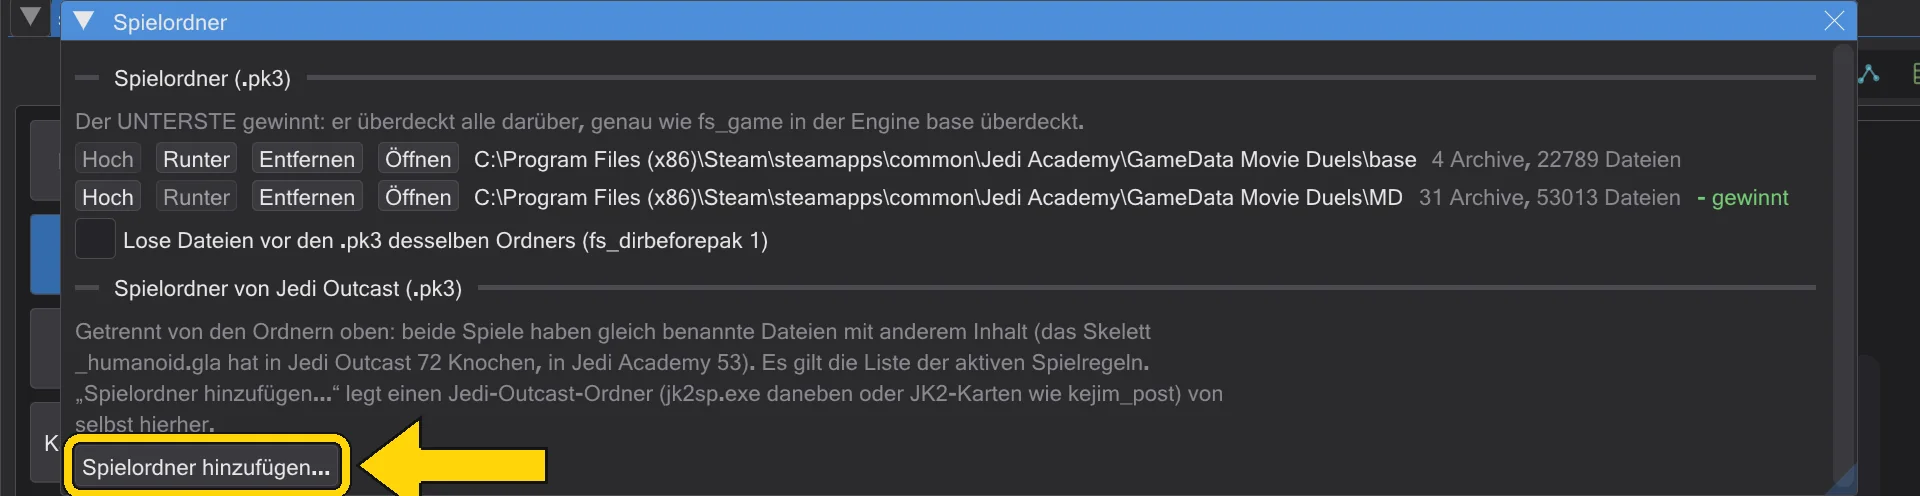 Spielordner
Spielordner (.pk3)
Der UNTERSTE gewinnt: er überdeckt alle darüber, genau wie fs_game in der Engine base überdeckt.
Hoch Runter Entfernen Öffnen C:\Program Files (x86)\Steam\steamapps\common\Jedi Academy\GameData Movie Duels\base 4 Archive, 22789 Dateien
Hoch Runter Entfernen Öffnen C:\Program Files (x86)\Steam\steamapps\common\Jedi Academy\GameData Movie Duels\MD 31 Archive, 53013 Dateien - gewinnt
Lose Dateien vor den .pk3 desselben Ordners (fs_dirbeforepak 1)
Spielordner von Jedi Outcast (.pk3)
Getrennt von den Ordnern oben: beide Spiele haben gleich benannte Dateien mit anderem Inhalt (das Skelett
_humanoid.gla hat in Jedi Outcast 72 Knochen, in Jedi Academy 53). Es gilt die Liste der aktiven Spielregeln.
„Spielordner hinzufügen..." legt einen Jedi-Outcast-Ordner (jk2sp.exe daneben oder JK2-Karten wie kejim_post) von
selbst hierher.
K
Spielordner hinzufügen...